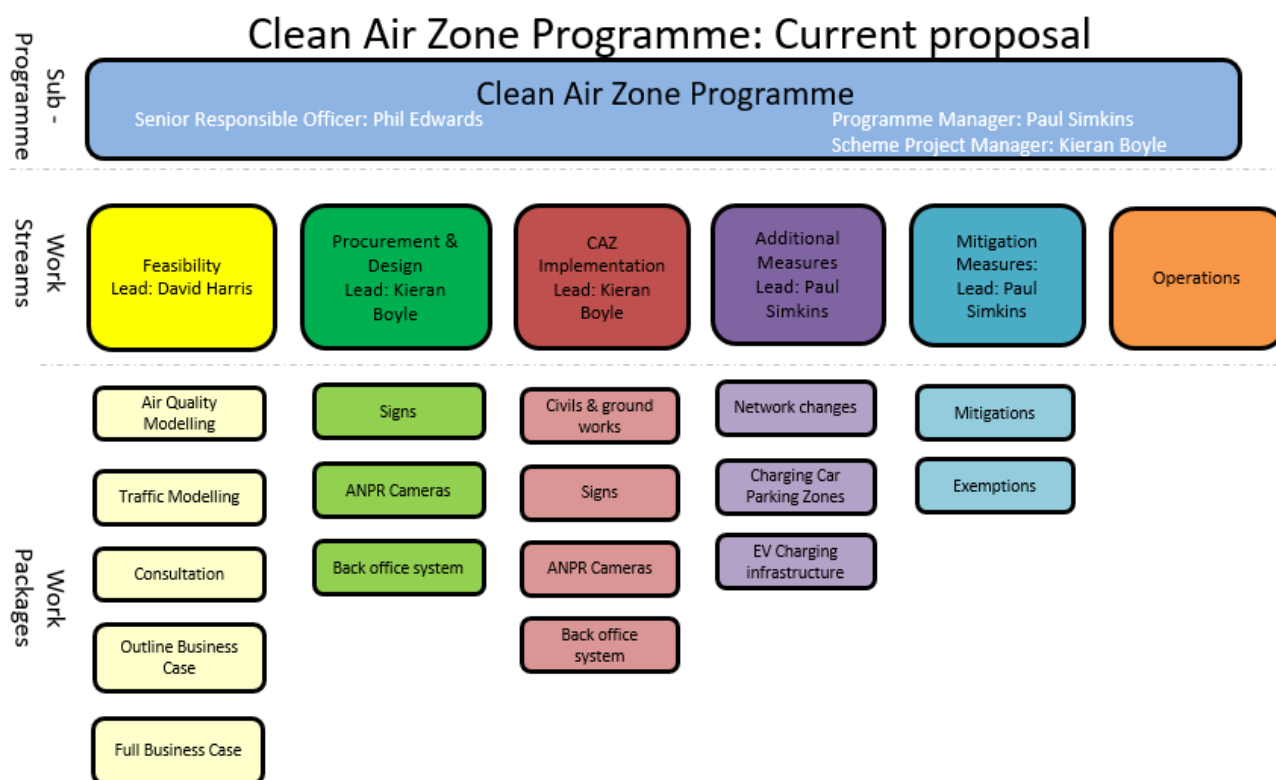 Clean Air Zone Programme: Current proposal
Sub -
Programme
Clean Air Zone Programme
Senior Responsible Officer: Phil Edwards
Programme Manager: Paul Simkins
Scheme Project Manager: Kieran Boyle
Work
Streams
Feasibility
Lead: David Harris
Procurement &
Design
Lead: Kieran
Boyle
CAZ
Implementation
Lead: Kieran
Boyle
Additional
Measures
Lead: Paul
Simkins
Mitigation
Measures:
Lead: Paul
Simkins
Operations
Work
Packages
Air Quality
Modelling
Traffic Modelling
Consultation
Outline Business
Case
Full Business Case
Signs
ANPR Cameras
Back office system
Civils & ground
works
Signs
ANPR Cameras
Back office
system
Network changes
Charging Car
Parking Zones
EV Charging
infrastructure
Mitigations
Exemptions